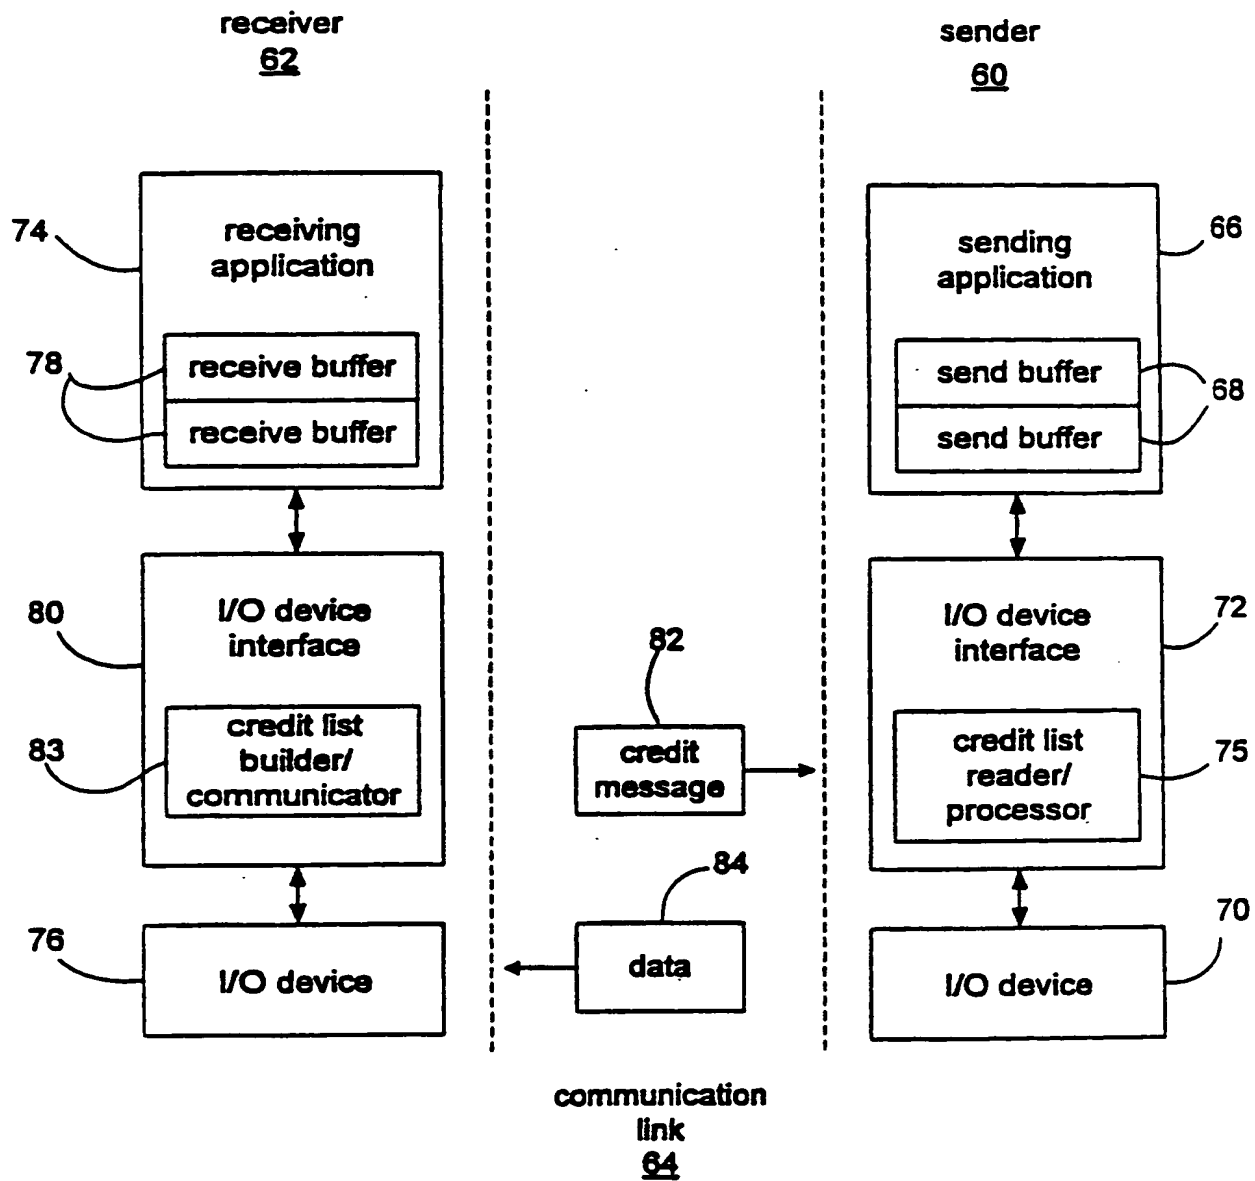 receiver
62
sender
60
74
receiving
application
78
receive buffer
receive buffer
80
I/O device
interface
83
credit list
builder/
communicator
76
I/O device
82
credit
message
84
data
communication
link
64
66
sending
application
send buffer
68
send buffer
72
I/O device
interface
75
credit list
reader/
processor
70
I/O device